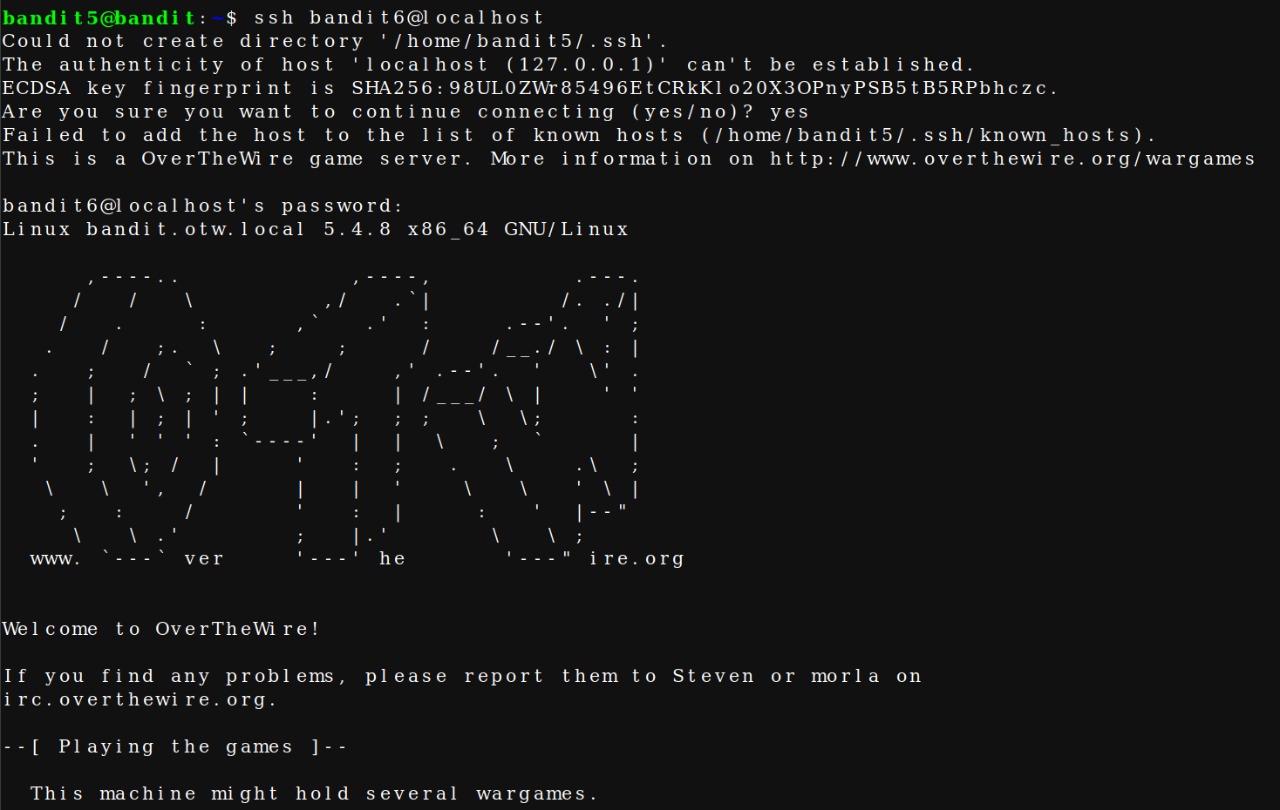 bandit5@bandit:~$ ssh bandit6@localhost
Could not create directory '/home/bandit5/.ssh'.
The authenticity of host 'localhost (127.0.0.1)' can't be established.
ECDSA key fingerprint is SHA256:98UL0ZWr85496EtCRkKlo20X3OPnyPSB5tB5RPbhczc.
Are you sure you want to continue connecting (yes/no)? yes
Failed to add the host to the list of known hosts (/home/bandit5/.ssh/known_hosts).
This is a OverTheWire game server. More information on http://www.overthewire.org/wargames
bandit6@localhost's password:
Linux bandit.otw.local 5.4.8 x86_64 GNU/Linux
www. `---` ver '---' he '---" ire.org
Welcome to OverTheWire!
If you find any problems, please report them to Steven or morla on
irc.overthewire.org.
--[ Playing the games ]--
This machine might hold several wargames.